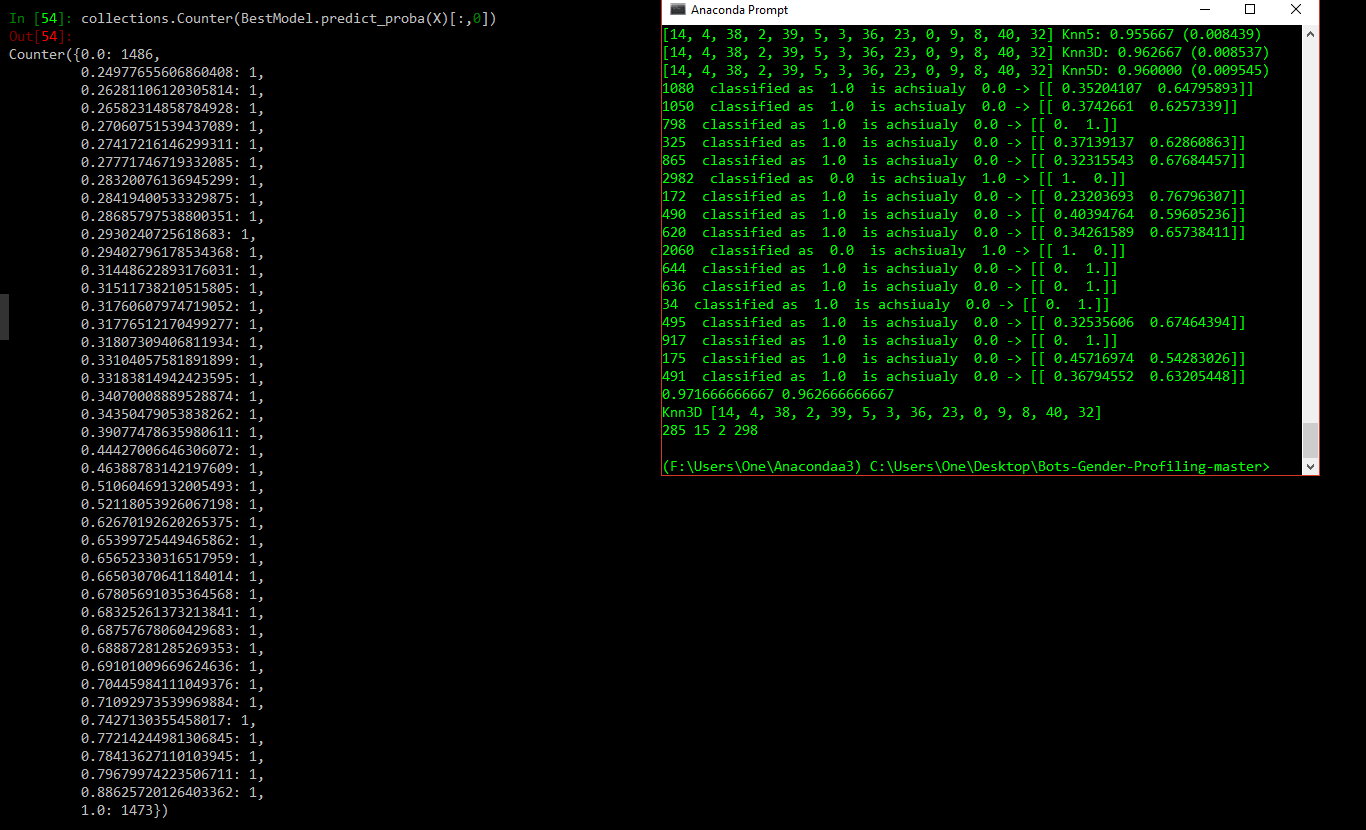 In [54]: collections.Counter(BestModel.predict_proba(X)[:,0])
Out[54]:
Counter({0.0: 1486,
0.24977655606860408: 1,
0.26281106120305814: 1,
0.26582314858784928: 1,
0.27060751539437089: 1,
0.27417216146299311: 1,
0.27771746719332085: 1,
0.28320076136945299: 1,
0.28419400533329875: 1,
0.28685797538800351: 1,
0.2930240725618683: 1,
0.29402796178534368: 1,
0.31448622893176031: 1,
0.31511738210515805: 1,
0.31760607974719052: 1,
0.31776512170499277: 1,
0.31807309406811934: 1,
0.33104057581891899: 1,
0.33183814942423595: 1,
0.34070008889528874: 1,
0.34350479053838262: 1,
0.39077478635980611: 1,
0.44427006646306072: 1,
0.46388783142197609: 1,
0.51060469132005493: 1,
0.52118053926067198: 1,
0.62670192620265375: 1,
0.65399725449465862: 1,
0.65652330316517959: 1,
0.66503070641184014: 1,
0.67805691035364568: 1,
0.68325261373213841: 1,
0.68757678060429683: 1,
0.68887281285269353: 1,
0.69101009669624636: 1,
0.70445984111049376: 1,
0.71092973539969884: 1,
0.7427130355458017: 1,
0.77214244981306845: 1,
0.78413627110103945: 1,
0.79679974223506711: 1,
0.88625720126403362: 1,
1.0: 1473})
Anaconda Prompt
[14, 4, 38, 2, 39, 5, 3, 36, 23, 0, 9, 8, 40, 32] Knn5: 0.955667 (0.008439)
[14, 4, 38, 2, 39, 5, 3, 36, 23, 0, 9, 8, 40, 32] Knn3D: 0.962667 (0.008537)
[14, 4, 38, 2, 39, 5, 3, 36, 23, 0, 9, 8, 40, 32] Knn5D: 0.960000 (0.009545)
1080  classified as  1.0  is achsiualy  0.0 -> [[ 0.35204107  0.64795893]]
1050  classified as  1.0  is achsiualy  0.0 -> [[ 0.3742661  0.6257339]]
798  classified as  1.0  is achsiualy  0.0 -> [[ 0.  1.]]
325  classified as  1.0  is achsiualy  0.0 -> [[ 0.37139137  0.62860863]]
865  classified as  1.0  is achsiualy  0.0 -> [[ 0.32315543  0.67684457]]
2982  classified as  0.0  is achsiualy  1.0 -> [[ 1.  0.]]
172  classified as  1.0  is achsiualy  0.0 -> [[ 0.23203693  0.76796307]]
490  classified as  1.0  is achsiualy  0.0 -> [[ 0.40394764  0.59605236]]
620  classified as  1.0  is achsiualy  0.0 -> [[ 0.34261589  0.65738411]]
2060  classified as  0.0  is achsiualy  1.0 -> [[ 1.  0.]]
644  classified as  1.0  is achsiualy  0.0 -> [[ 0.  1.]]
636  classified as  1.0  is achsiualy  0.0 -> [[ 0.  1.]]
34  classified as  1.0  is achsiualy  0.0 -> [[ 0.  1.]]
495  classified as  1.0  is achsiualy  0.0 -> [[ 0.32535606  0.67464394]]
917  classified as  1.0  is achsiualy  0.0 -> [[ 0.  1.]]
175  classified as  1.0  is achsiualy  0.0 -> [[ 0.45716974  0.54283026]]
491  classified as  1.0  is achsiualy  0.0 -> [[ 0.36794552  0.63205448]]
0.971666666667 0.962666666667
Knn3D [14, 4, 38, 2, 39, 5, 3, 36, 23, 0, 9, 8, 40, 32]
285 15 2 298
(F:\Users\One\Anacondaa3) C:\Users\One\Desktop\Bots-Gender-Profiling-master>